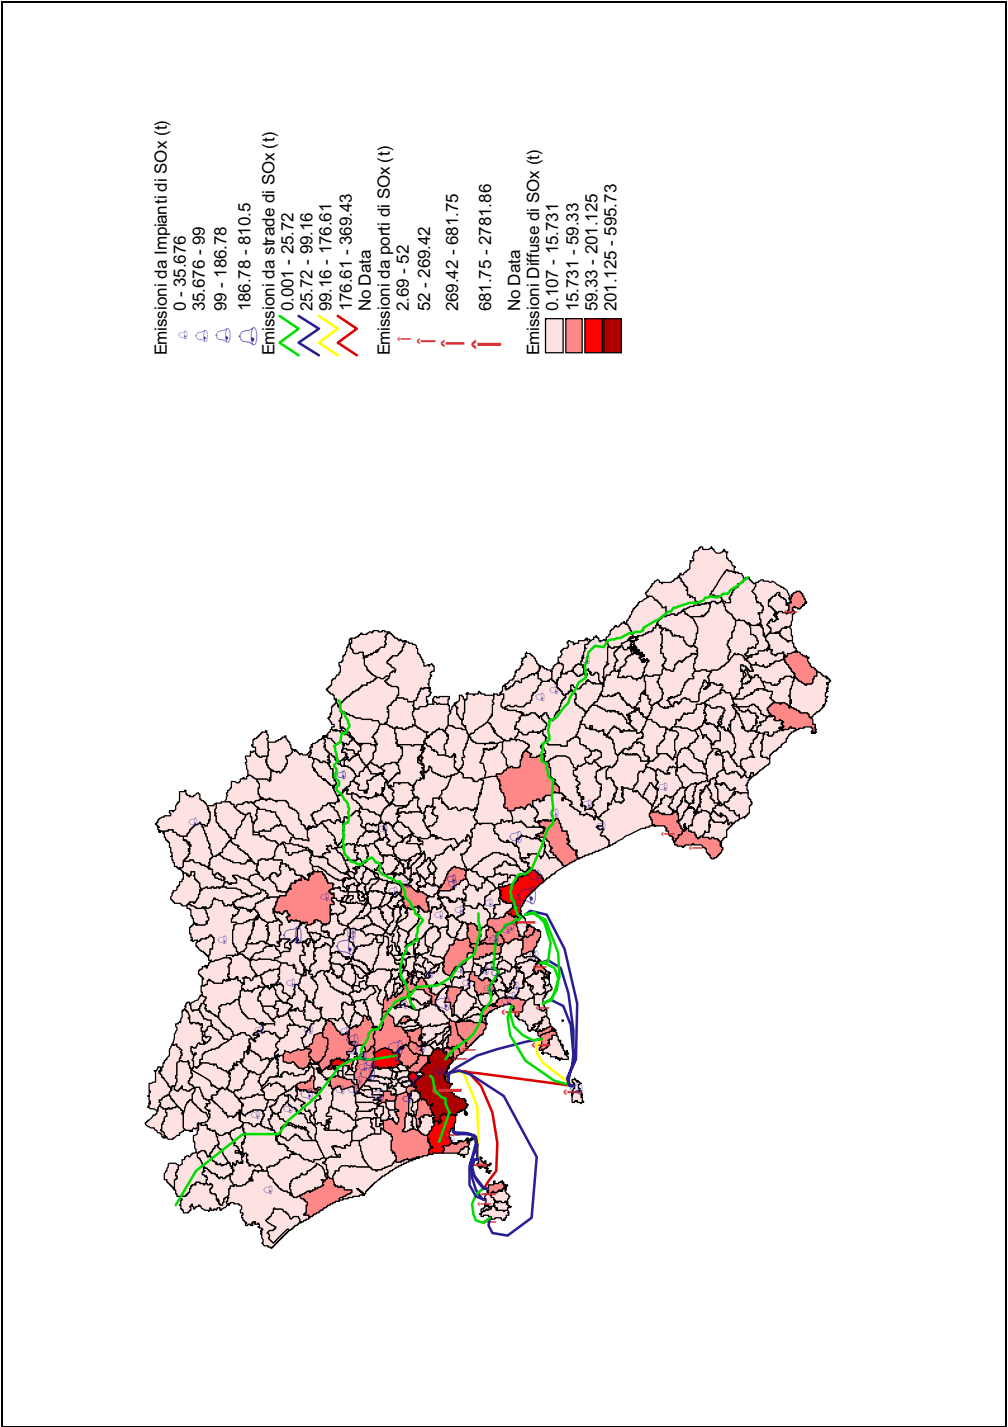 Emissioni da Impianti di SOx (t)
0 - 35.676
35.676 - 99
99 - 186.78
186.78 - 810.5
Emissioni da strade di SOx (t)
0.001 - 25.72
25.72 - 99.16
99.16 - 176.61
176.61 - 369.43
No Data
Emissioni da porti di SOx (t)
2.69 - 52
52 - 269.42
269.42 - 681.75
681.75 - 2781.86
No Data
Emissioni Diffuse di SOx (t)
0.107 - 15.731
15.731 - 59.33
59.33 - 201.125
201.125 - 595.73